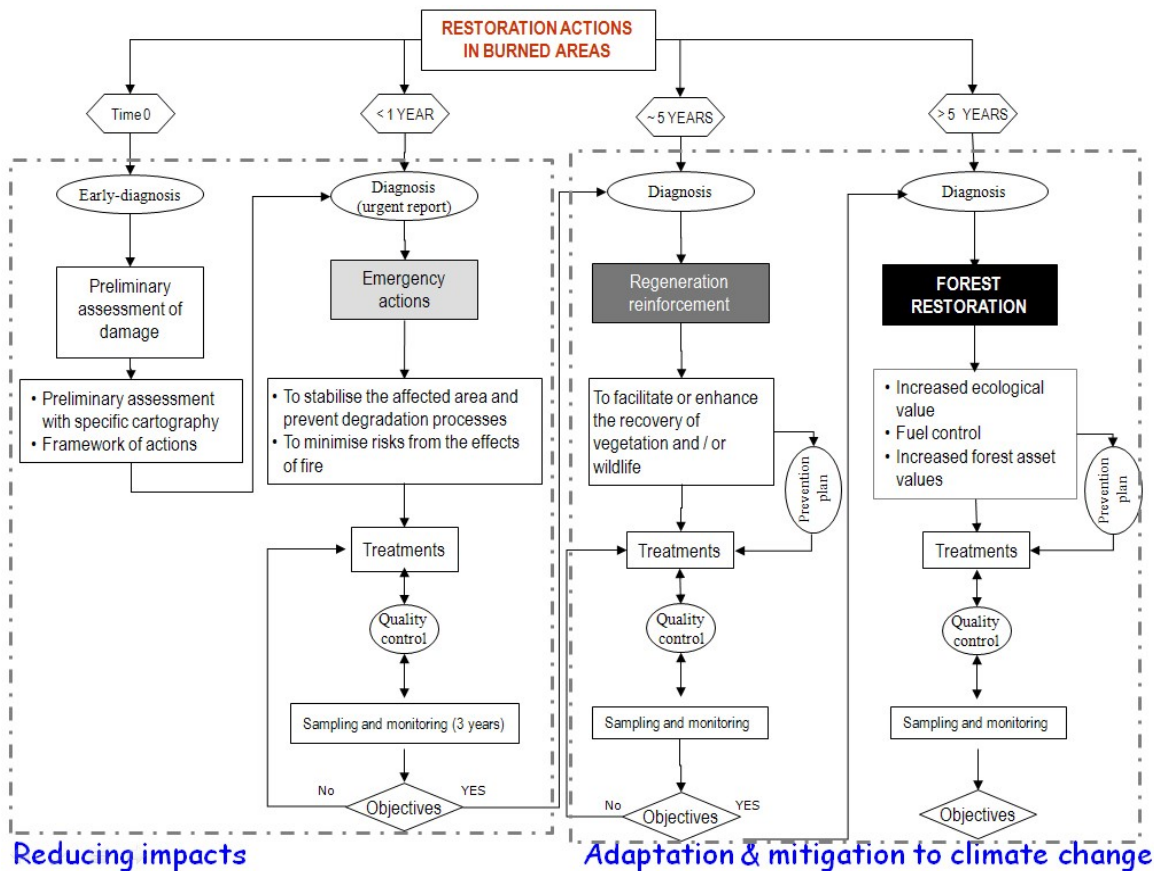 RESTORATION ACTIONS
IN BURNED AREAS
Time 0
< 1 YEAR
~ 5 YEARS
> 5 YEARS
Early-diagnosis
Diagnosis
(urgent report)
Diagnosis
Diagnosis
Preliminary
assessment of
damage
Emergency
actions
Regeneration
reinforcement
FOREST
RESTORATION
• Preliminary assessment
with specific cartography
• Framework of actions
• To stabilise the affected area and
prevent degradation processes
• To minimise risks from the effects
of fire
To facilitate or enhance
the recovery of
vegetation and / or
wildlife
Prevention
plan
• Increased ecological
value
• Fuel control
• Increased forest asset
values
Prevention
plan
Treatments
Treatments
Treatments
Quality
control
Quality
control
Quality
control
Sampling and monitoring (3 years)
Sampling and monitoring
Sampling and monitoring
No
Objectives
YES
No
Objectives
YES
Objectives
Reducing impacts
Adaptation & mitigation to climate change